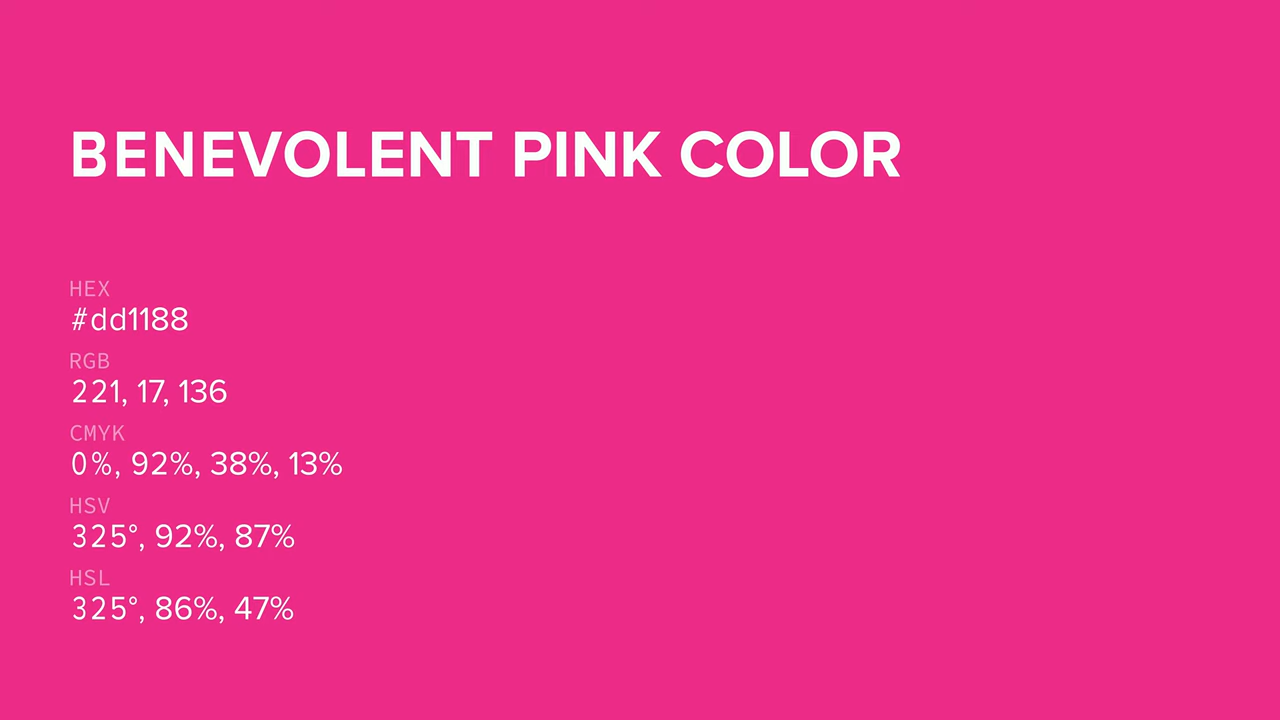 BENEVOLENT PINK COLOR
HEX
#dd1188
RGB
221, 17, 136
CMYK
0%, 92%, 38%, 13%
HSV
325°, 92%, 87%
HSL
325°, 86%, 47%